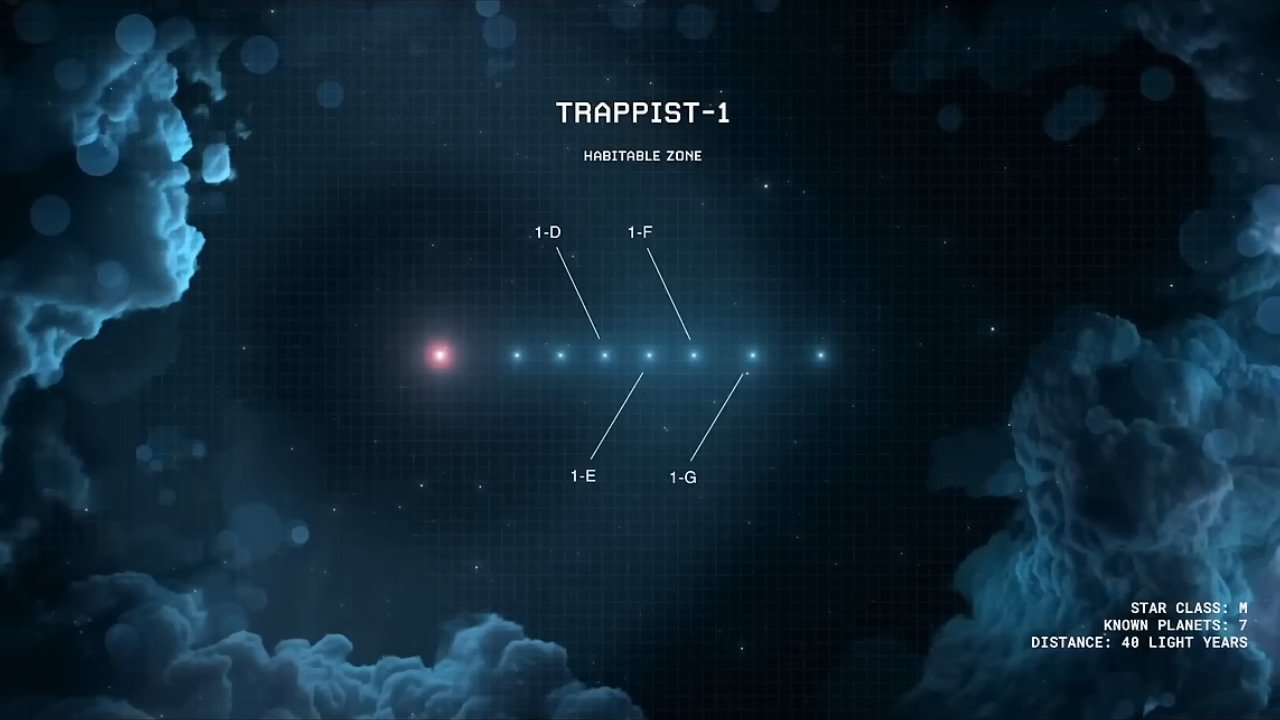 TRAPPIST-1
HABITABLE ZONE
1-D
1-F
1-E
1-G
STAR CLASS: M
KNOWN PLANETS: 7
DISTANCE: 40 LIGHT YEARS